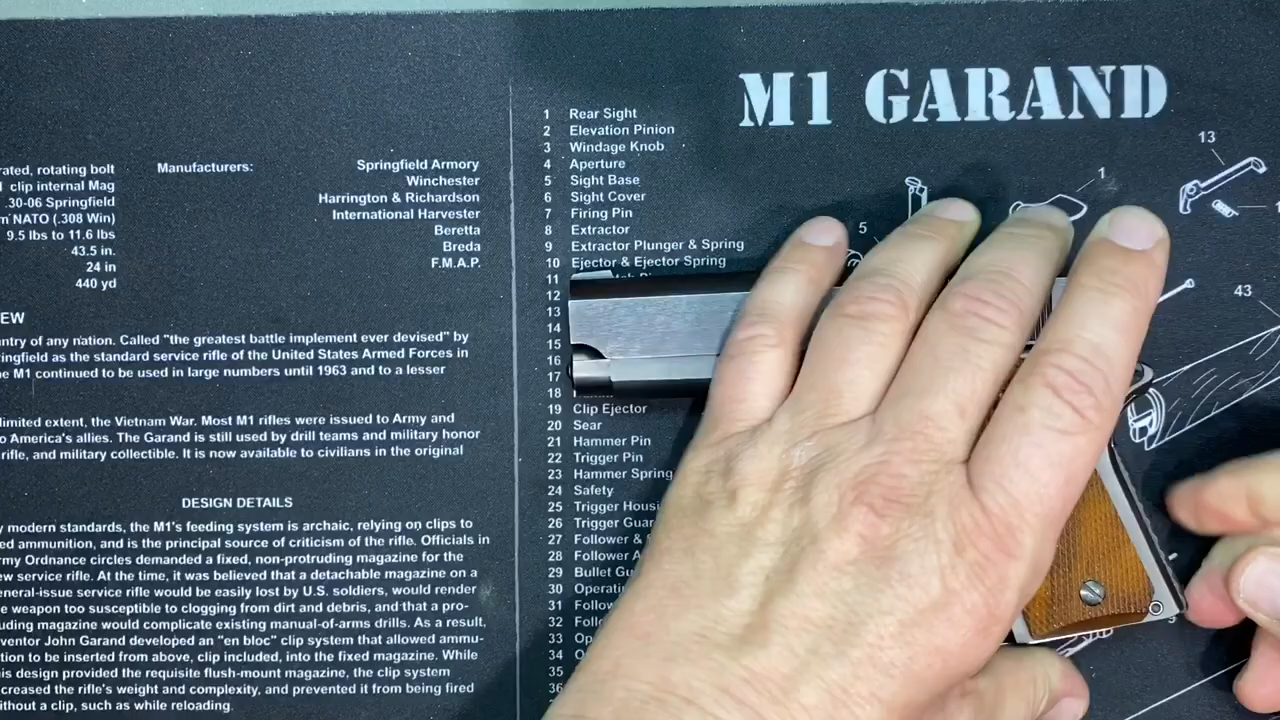 M1 GARAND
rated, rotating bolt
clip internal Mag
.30-06 Springfield
NATO (.308 Win)
9.5 lbs to 11.6 lbs
43.5 in.
24 in
440 yd
Manufacturers:
Springfield Armory
Winchester
Harrington & Richardson
International Harvester
Beretta
Breda
F.M.A.P.
EW
untry of any nation. Called "the greatest battle implement ever devised" by
ringfield as the standard service rifle of the United States Armed Forces in
he M1 continued to be used in large numbers until 1963 and to a lesser
limited extent, the Vietnam War. Most M1 rifles were issued to Army and
o America's allies. The Garand is still used by drill teams and military honor
rifle, and military collectible. It is now available to civilians in the original
DESIGN DETAILS
y modern standards, the M1's feeding system is archaic, relying on clips to
ed ammunition, and is the principal source of criticism of the rifle. Officials in
rmy Ordnance circles demanded a fixed, non-protruding magazine for the
ew service rifle. At the time, it was believed that a detachable magazine on a
eneral-issue service rifle would be easily lost by U.S. soldiers, would render
e weapon too susceptible to clogging from dirt and debris, and that a pro-
uding magazine would complicate existing manual-of-arms drills. As a result,
ventor John Garand developed an "en bloc" clip system that allowed ammu-
tion to be inserted from above, clip included, into the fixed magazine. While
is design provided the requisite flush-mount magazine, the clip system
creased the rifle's weight and complexity, and prevented it from being fired
ithout a clip, such as while reloading.
1 Rear Sight
2 Elevation Pinion
3 Windage Knob
4 Aperture
5 Sight Base
6 Sight Cover
7 Firing Pin
8 Extractor
9 Extractor Plunger & Spring
10 Ejector & Ejector Spring
11
12
13
14
15
16
17
18
19 Clip Ejector
20 Sear
21 Hammer Pin
22 Trigger Pin
23 Hammer Spring
24 Safety
25 Trigger Housi
26 Trigger Guar
27 Follower &
28 Follower A
29 Bullet Gu
30 Operati
31 Follow
32 Foll
33 Op
34 O
35
36
13
1
1
5
43